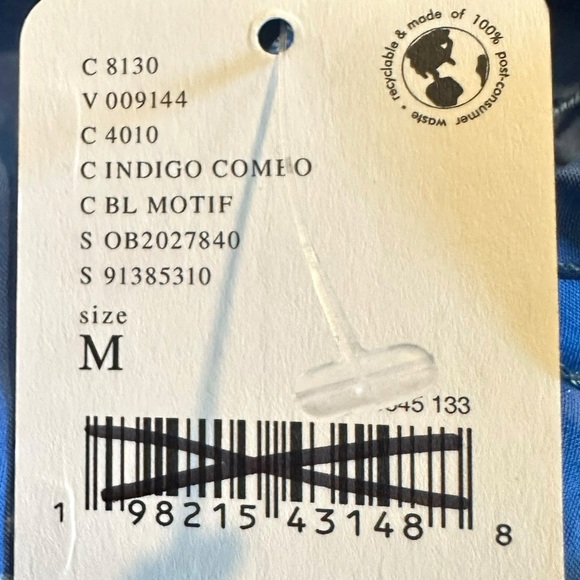 recyclable & made of 100% post-consumer waste •
C 8130
V 009144
C 4010
C INDIGO COMBO
C BL MOTIF
S OB2027840
S 91385310
size
M
133
1 98215 43148 8